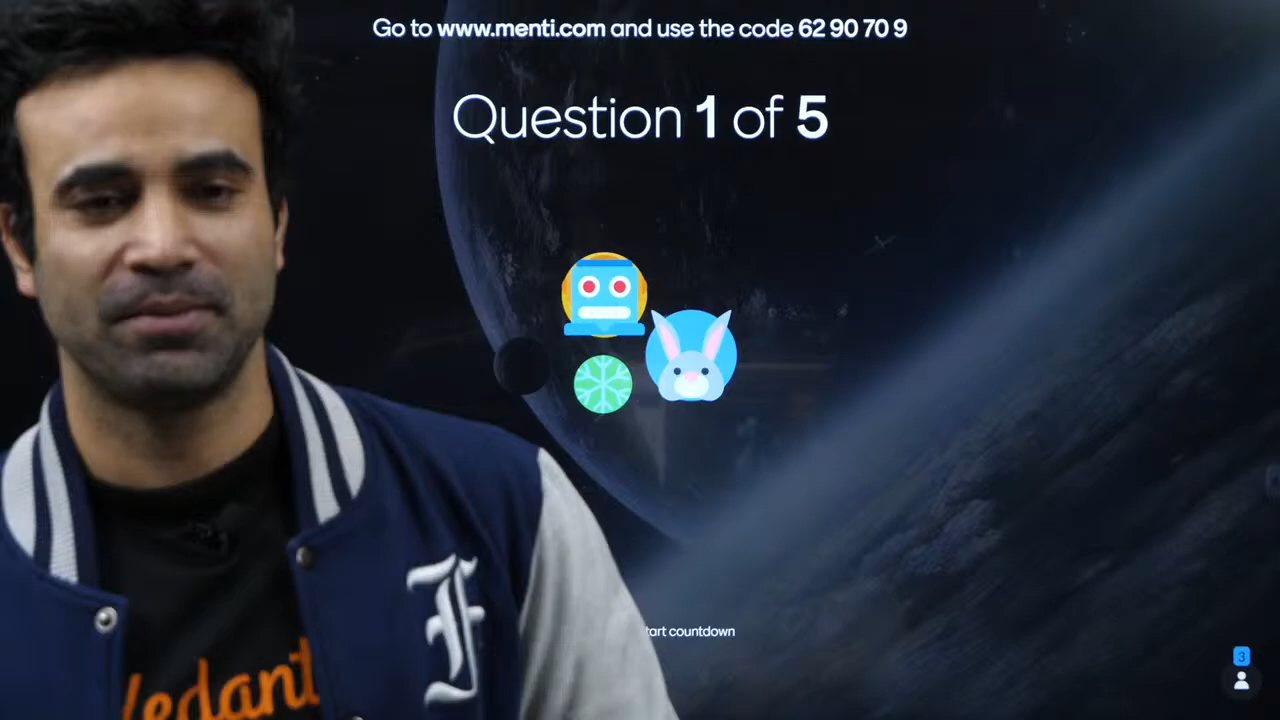 Go to www.menti.com and use the code 62 90 70 9
Question 1 of 5
tart countdown
3
F
Vedant